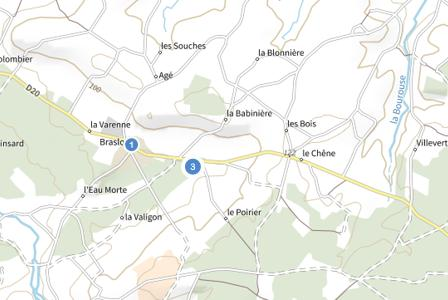 les Souches
la Blonnière
olombier
Agé
D20
100
la Bourouse
la Babinière
la Varenne
les Bois
Braslo
1
insard
122
le Chêne
Villevert
3
l'Eau Morte
la Valigon
le Poirier